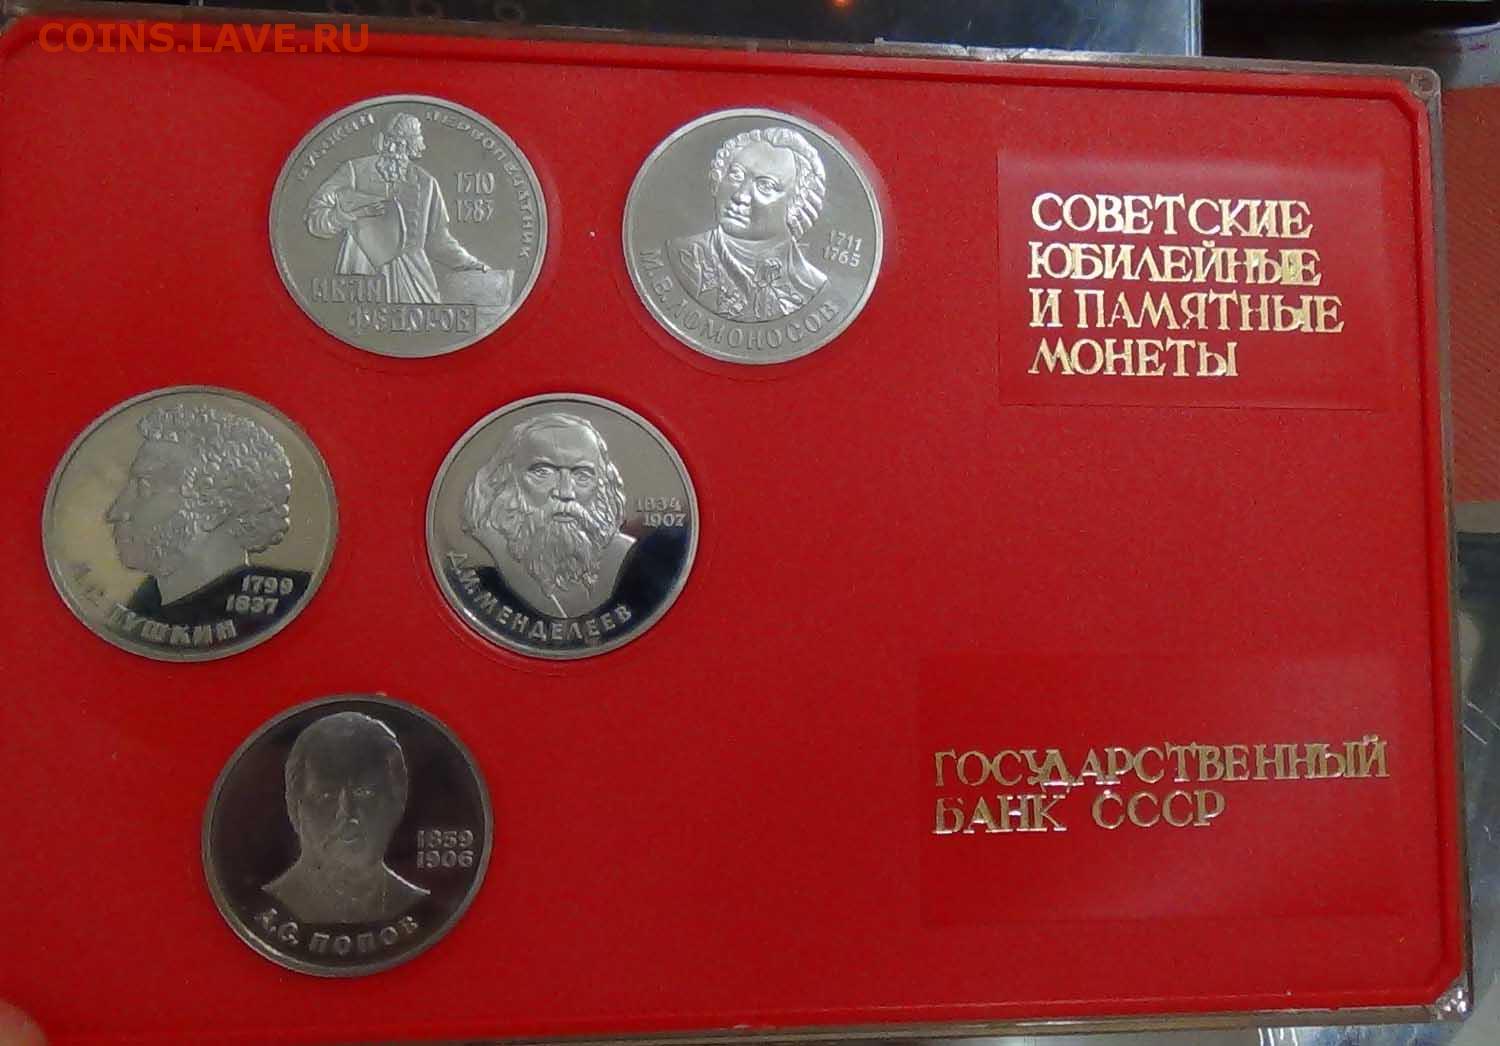 COINS.LAVE.RU
РУССКИЙ ПЕРВОПЕЧАТНИК
1510
1583
ИВАН
ФЕДОРОВ
1711
1765
М.В. ЛОМОНОСОВ
СОВЕТСКИЕ
ЮБИЛЕЙНЫЕ
И ПАМЯТНЫЕ
МОНЕТЫ
1799
1837
А.С. ПУШКИН
1834
1907
Д.И. МЕНДЕЛЕЕВ
1859
1906
А.С. ПОПОВ
ГОСУДАРСТВЕННЫЙ
БАНК СССР